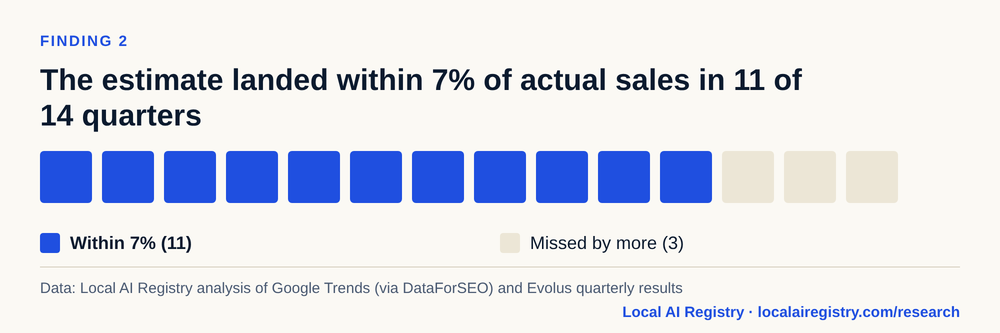 FINDING 2
The estimate landed within 7% of actual sales in 11 of
14 quarters
Within 7% (11)
Missed by more (3)
Data: Local AI Registry analysis of Google Trends (via DataForSEO) and Evolus quarterly results
Local AI Registry · localairegistry.com/research